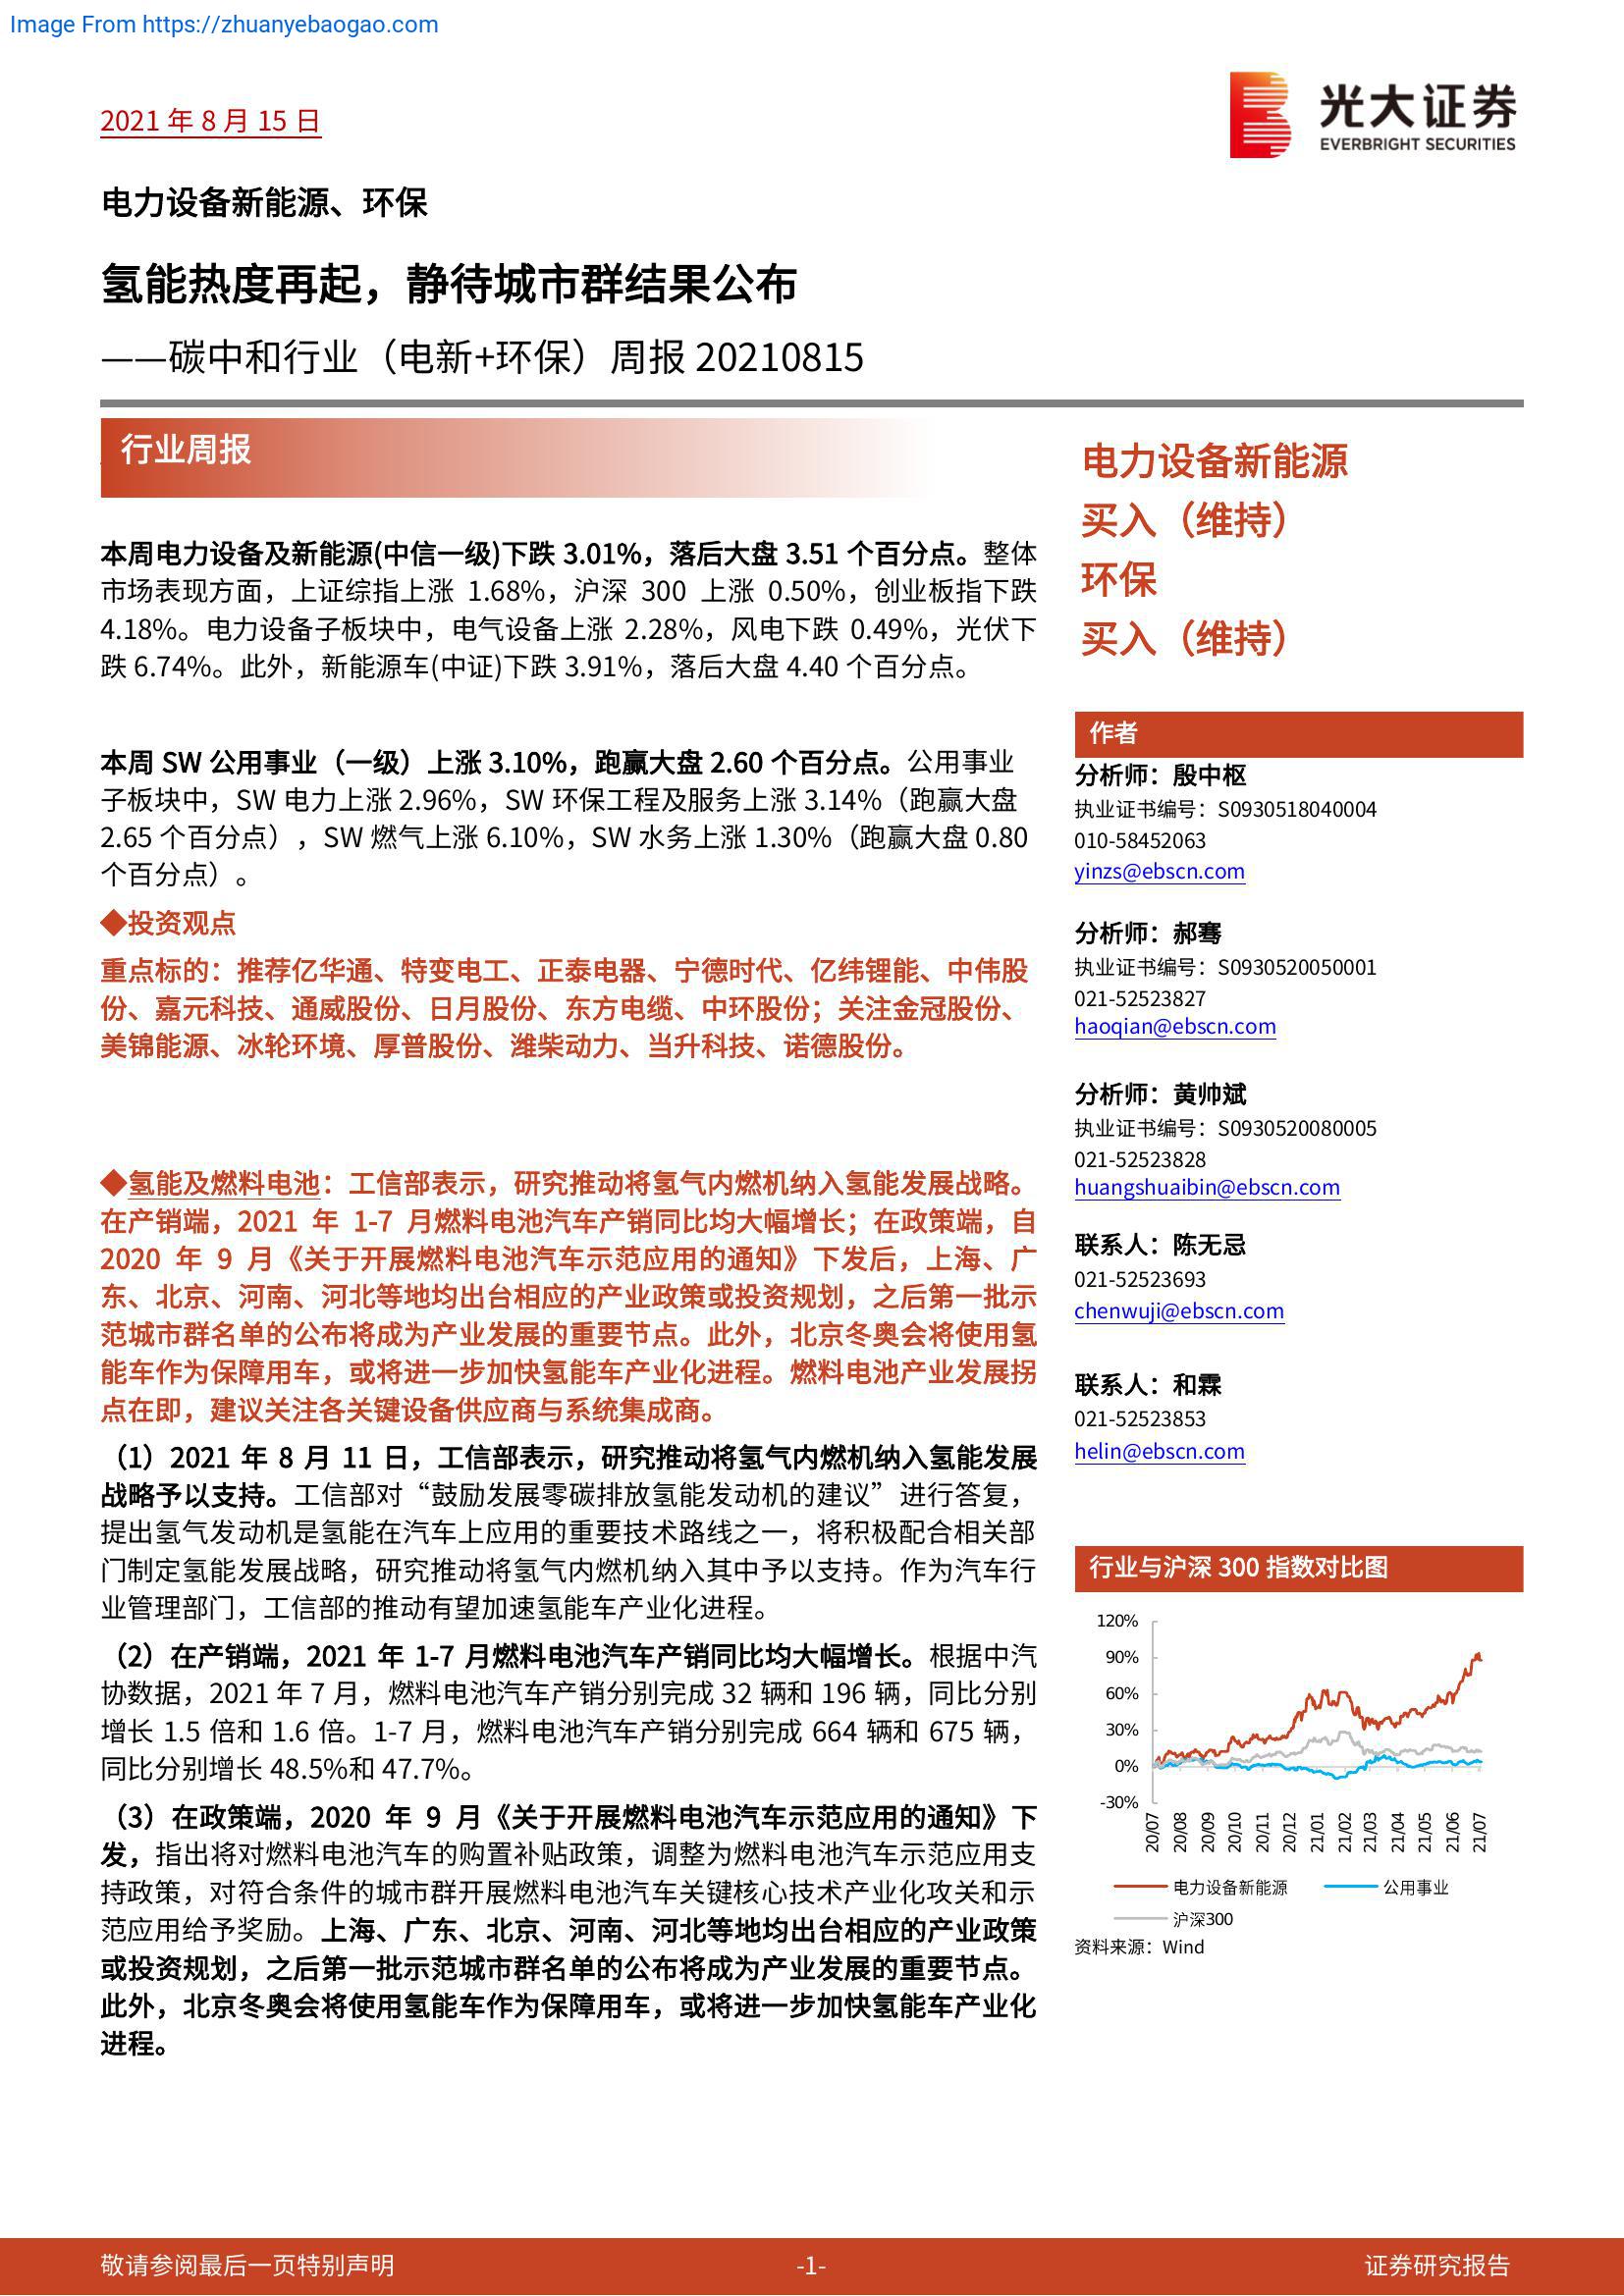 Image From https://zhuanyebaogao.com
2021 年 8 月 15 日
光大证券
EVERBRIGHT SECURITIES
电力设备新能源、环保
氢能热度再起，静待城市群结果公布
——碳中和行业（电新+环保）周报 20210815
行业周报
本周电力设备及新能源(中信一级)下跌 3.01%，落后大盘 3.51 个百分点。整体
市场表现方面，上证综指上涨 1.68%，沪深 300 上涨 0.50%，创业板指下跌
4.18%。电力设备子板块中，电气设备上涨 2.28%，风电下跌 0.49%，光伏下
跌 6.74%。此外，新能源车(中证)下跌 3.91%，落后大盘 4.40 个百分点。
本周 SW 公用事业（一级）上涨 3.10%，跑赢大盘 2.60 个百分点。公用事业
子板块中，SW 电力上涨 2.96%，SW 环保工程及服务上涨 3.14%（跑赢大盘
2.65 个百分点），SW 燃气上涨 6.10%，SW 水务上涨 1.30%（跑赢大盘 0.80
个百分点）。
◆投资观点
重点标的：推荐亿华通、特变电工、正泰电器、宁德时代、亿纬锂能、中伟股
份、嘉元科技、通威股份、日月股份、东方电缆、中环股份；关注金冠股份、
美锦能源、冰轮环境、厚普股份、潍柴动力、当升科技、诺德股份。
◆氢能及燃料电池：工信部表示，研究推动将氢气内燃机纳入氢能发展战略。
在产销端，2021 年 1-7 月燃料电池汽车产销同比均大幅增长；在政策端，自
2020 年 9 月《关于开展燃料电池汽车示范应用的通知》下发后，上海、广
东、北京、河南、河北等地均出台相应的产业政策或投资规划，之后第一批示
范城市群名单的公布将成为产业发展的重要节点。此外，北京冬奥会将使用氢
能车作为保障用车，或将进一步加快氢能车产业化进程。燃料电池产业发展拐
点在即，建议关注各关键设备供应商与系统集成商。
（1）2021 年 8 月 11 日，工信部表示，研究推动将氢气内燃机纳入氢能发展
战略予以支持。工信部对“鼓励发展零碳排放氢能发动机的建议”进行答复，
提出氢气发动机是氢能在汽车上应用的重要技术路线之一，将积极配合相关部
门制定氢能发展战略，研究推动将氢气内燃机纳入其中予以支持。作为汽车行
业管理部门，工信部的推动有望加速氢能车产业化进程。
（2）在产销端，2021 年 1-7 月燃料电池汽车产销同比均大幅增长。根据中汽
协数据，2021 年 7 月，燃料电池汽车产销分别完成 32 辆和 196 辆，同比分别
增长 1.5 倍和 1.6 倍。1-7 月，燃料电池汽车产销分别完成 664 辆和 675 辆，
同比分别增长 48.5%和 47.7%。
（3）在政策端，2020 年 9 月《关于开展燃料电池汽车示范应用的通知》下
发，指出将对燃料电池汽车的购置补贴政策，调整为燃料电池汽车示范应用支
持政策，对符合条件的城市群开展燃料电池汽车关键核心技术产业化攻关和示
范应用给予奖励。上海、广东、北京、河南、河北等地均出台相应的产业政策
或投资规划，之后第一批示范城市群名单的公布将成为产业发展的重要节点。
此外，北京冬奥会将使用氢能车作为保障用车，或将进一步加快氢能车产业化
进程。
电力设备新能源
买入（维持）
环保
买入（维持）
作者
分析师：殷中枢
执业证书编号：S0930518040004
010-58452063
yinzs@ebscn.com
分析师：郝骞
执业证书编号：S0930520050001
021-52523827
haoqian@ebscn.com
分析师：黄帅斌
执业证书编号：S0930520080005
021-52523828
huangshuaibin@ebscn.com
联系人：陈无忌
021-52523693
chenwuji@ebscn.com
联系人：和霖
021-52523853
helin@ebscn.com
行业与沪深 300 指数对比图
120%
90%
60%
30%
0%
-30%
20/07 20/08 20/09 20/10 20/11 20/12 21/01 21/02 21/03 21/04 21/05 21/06 21/07
电力设备新能源 公用事业
沪深300
资料来源：Wind
敬请参阅最后一页特别声明 -1- 证券研究报告